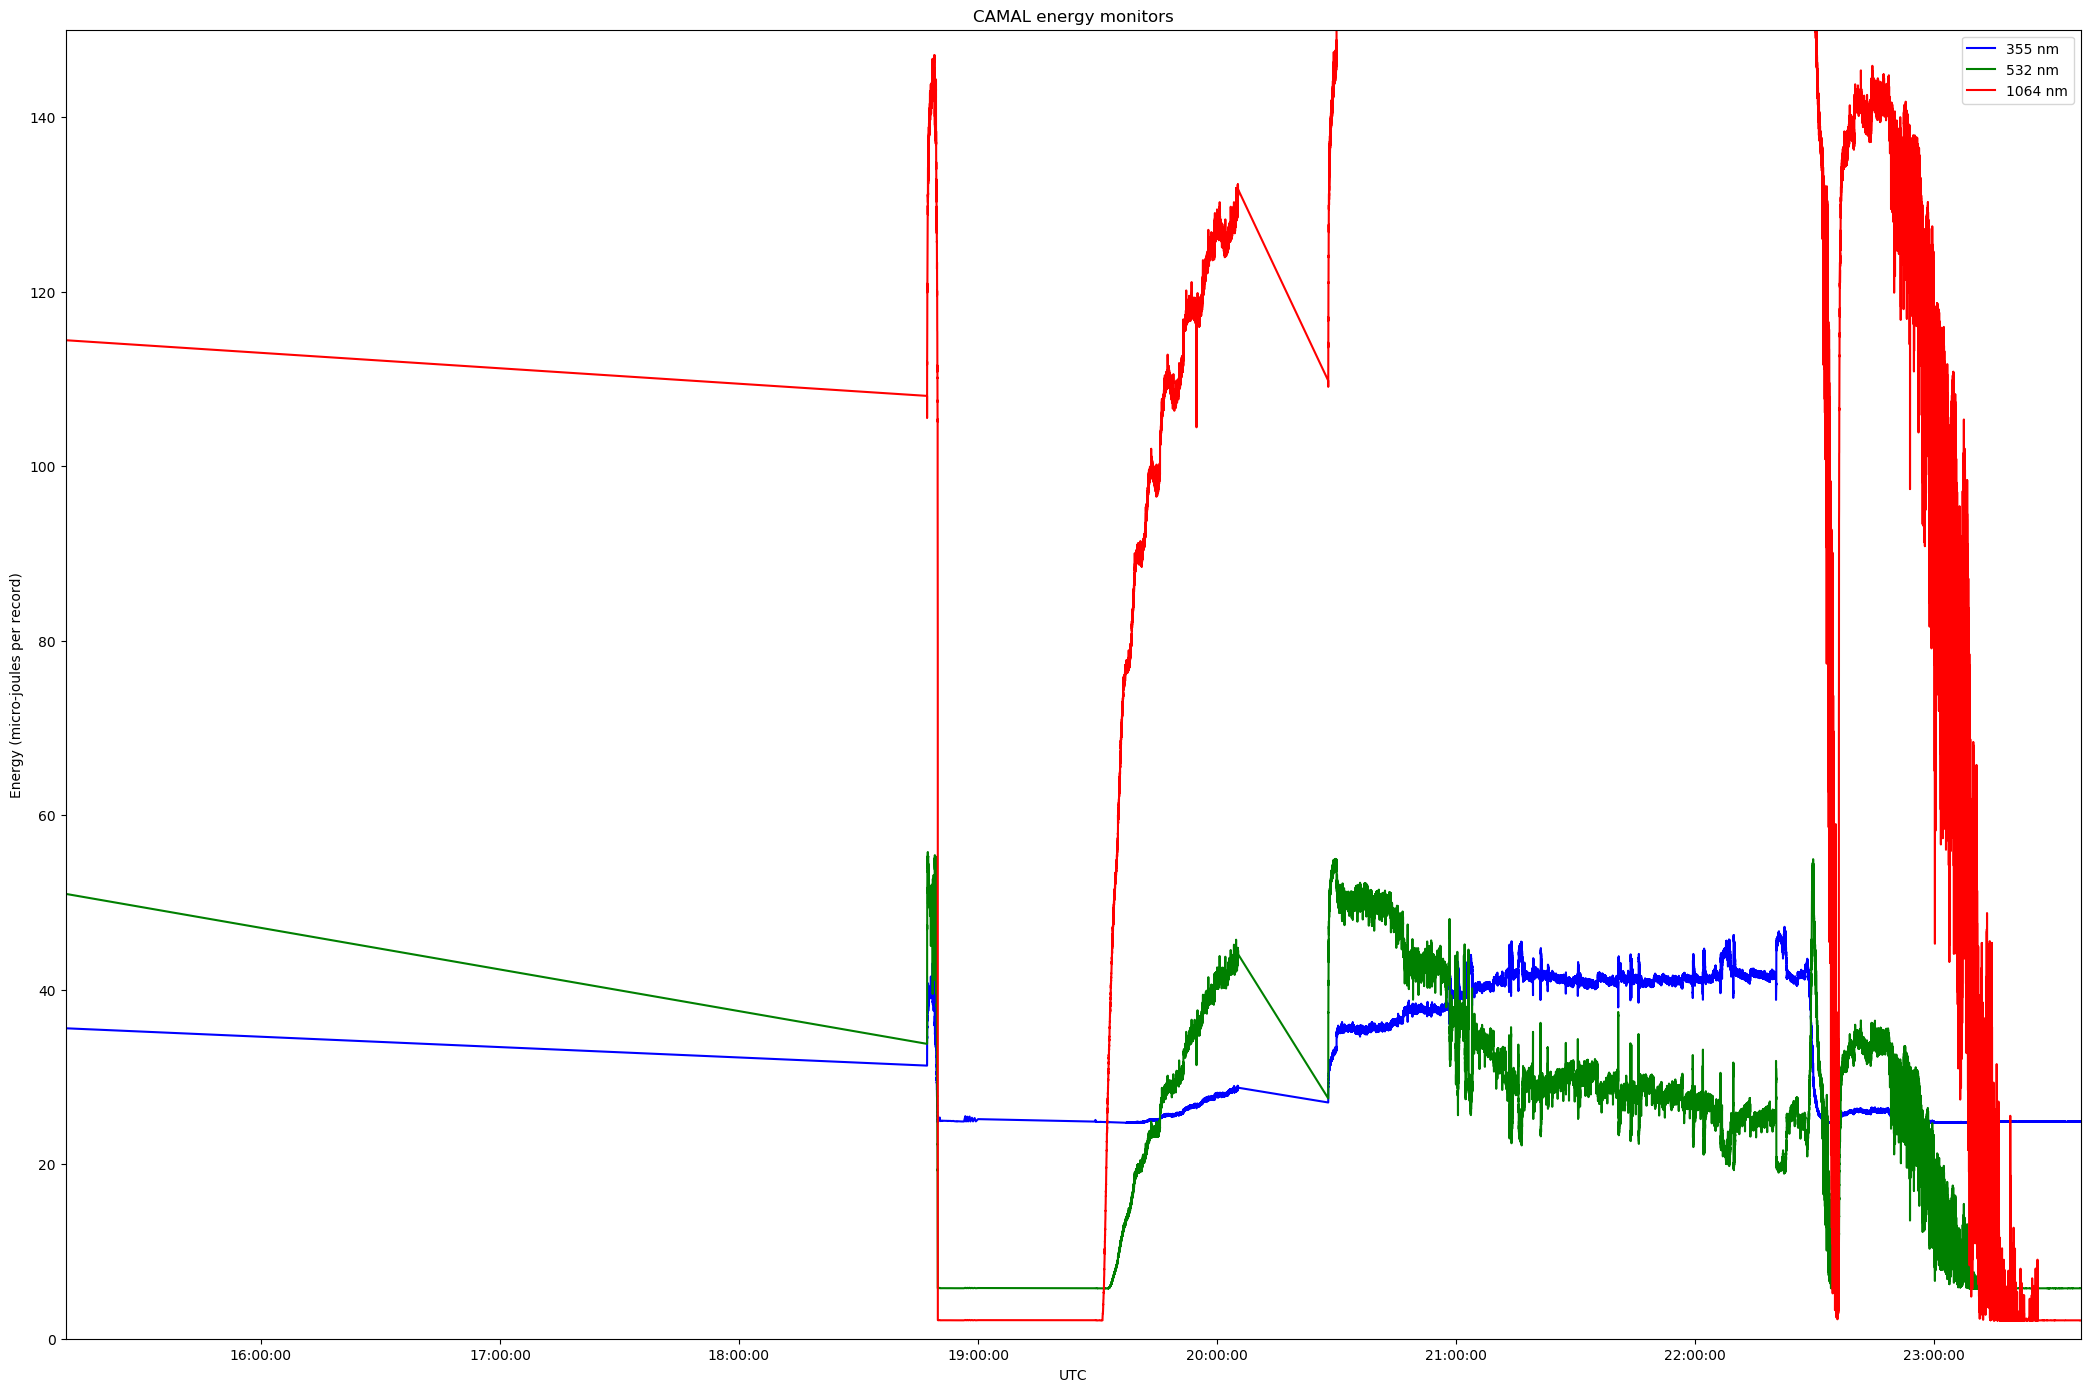 CAMAL energy monitors
355 nm
532 nm
1064 nm
Energy (micro-joules per record)
140
120
100
80
60
40
20
0
16:00:00 17:00:00 18:00:00 19:00:00 20:00:00 21:00:00 22:00:00 23:00:00
UTC